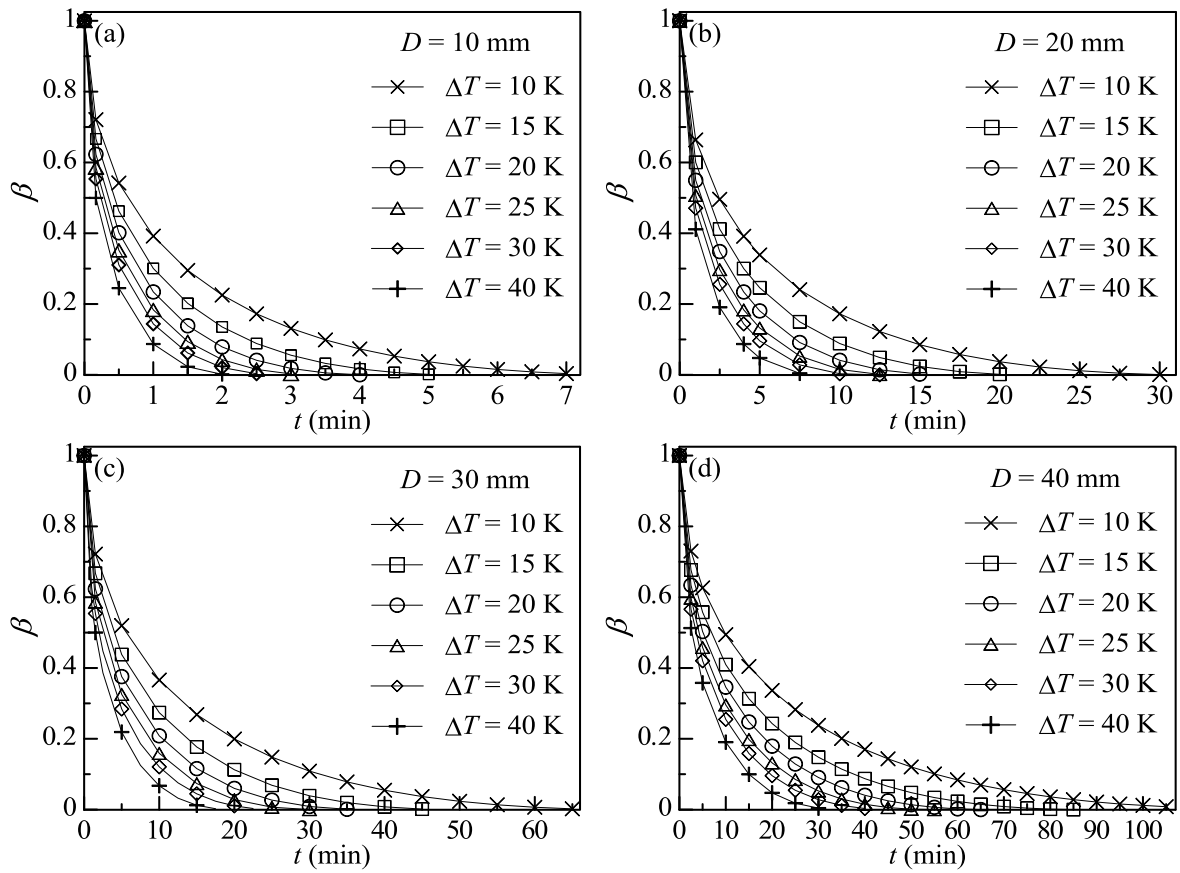 (a)
D = 10 mm
ΔT = 10 K
ΔT = 15 K
ΔT = 20 K
ΔT = 25 K
ΔT = 30 K
ΔT = 40 K
1
0.8
0.6
0.4
0.2
0
β
0 1 2 3 4 5 6 7
t (min)
(b)
D = 20 mm
ΔT = 10 K
ΔT = 15 K
ΔT = 20 K
ΔT = 25 K
ΔT = 30 K
ΔT = 40 K
1
0.8
0.6
0.4
0.2
0
β
0 5 10 15 20 25 30
t (min)
(c)
D = 30 mm
ΔT = 10 K
ΔT = 15 K
ΔT = 20 K
ΔT = 25 K
ΔT = 30 K
ΔT = 40 K
1
0.8
0.6
0.4
0.2
0
β
0 10 20 30 40 50 60
t (min)
(d)
D = 40 mm
ΔT = 10 K
ΔT = 15 K
ΔT = 20 K
ΔT = 25 K
ΔT = 30 K
ΔT = 40 K
1
0.8
0.6
0.4
0.2
0
β
0 10 20 30 40 50 60 70 80 90 100
t (min)